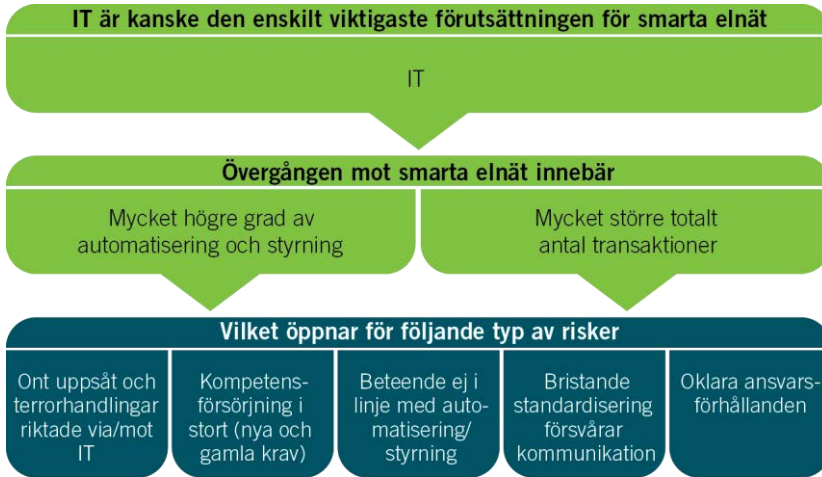 IT är kanske den enskilt viktigaste förutsättningen för smarta elnät
IT
Övergången mot smarta elnät innebär
Mycket högre grad av
automatisering och styrning
Mycket större totalt
antal transaktioner
Vilket öppnar för följande typ av risker
Ont uppsåt och
terrorhandlingar
riktade via/mot
IT
Kompetens-
försörjning i
stort (nya och
gamla krav)
Beteende ej i
linje med auto-
matisering/
styrning
Bristande
standardisering
försvårar
kommunikation
Oklara ansvars-
förhållanden